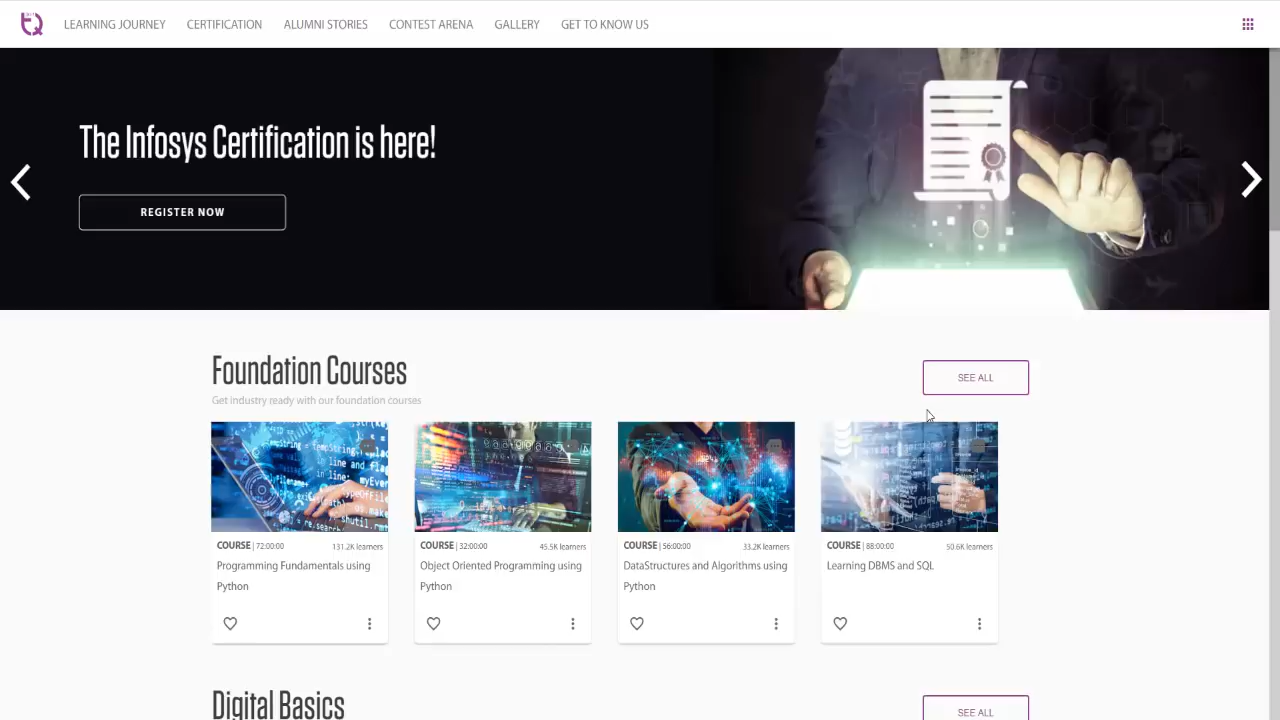 LEARNING JOURNEY CERTIFICATION ALUMNI STORIES CONTEST ARENA GALLERY GET TO KNOW US
The Infosys Certification is here!
REGISTER NOW
Foundation Courses
SEE ALL
Get industry ready with our foundation courses
COURSE | 72:00:00 131.2K learners
Programming Fundamentals using
Python
COURSE | 32:00:00 45.5K learners
Object Oriented Programming using
Python
COURSE | 56:00:00 33.2K learners
DataStructures and Algorithms using
Python
COURSE | 88:00:00 50.6K learners
Learning DBMS and SQL
Digital Basics
SEE ALL